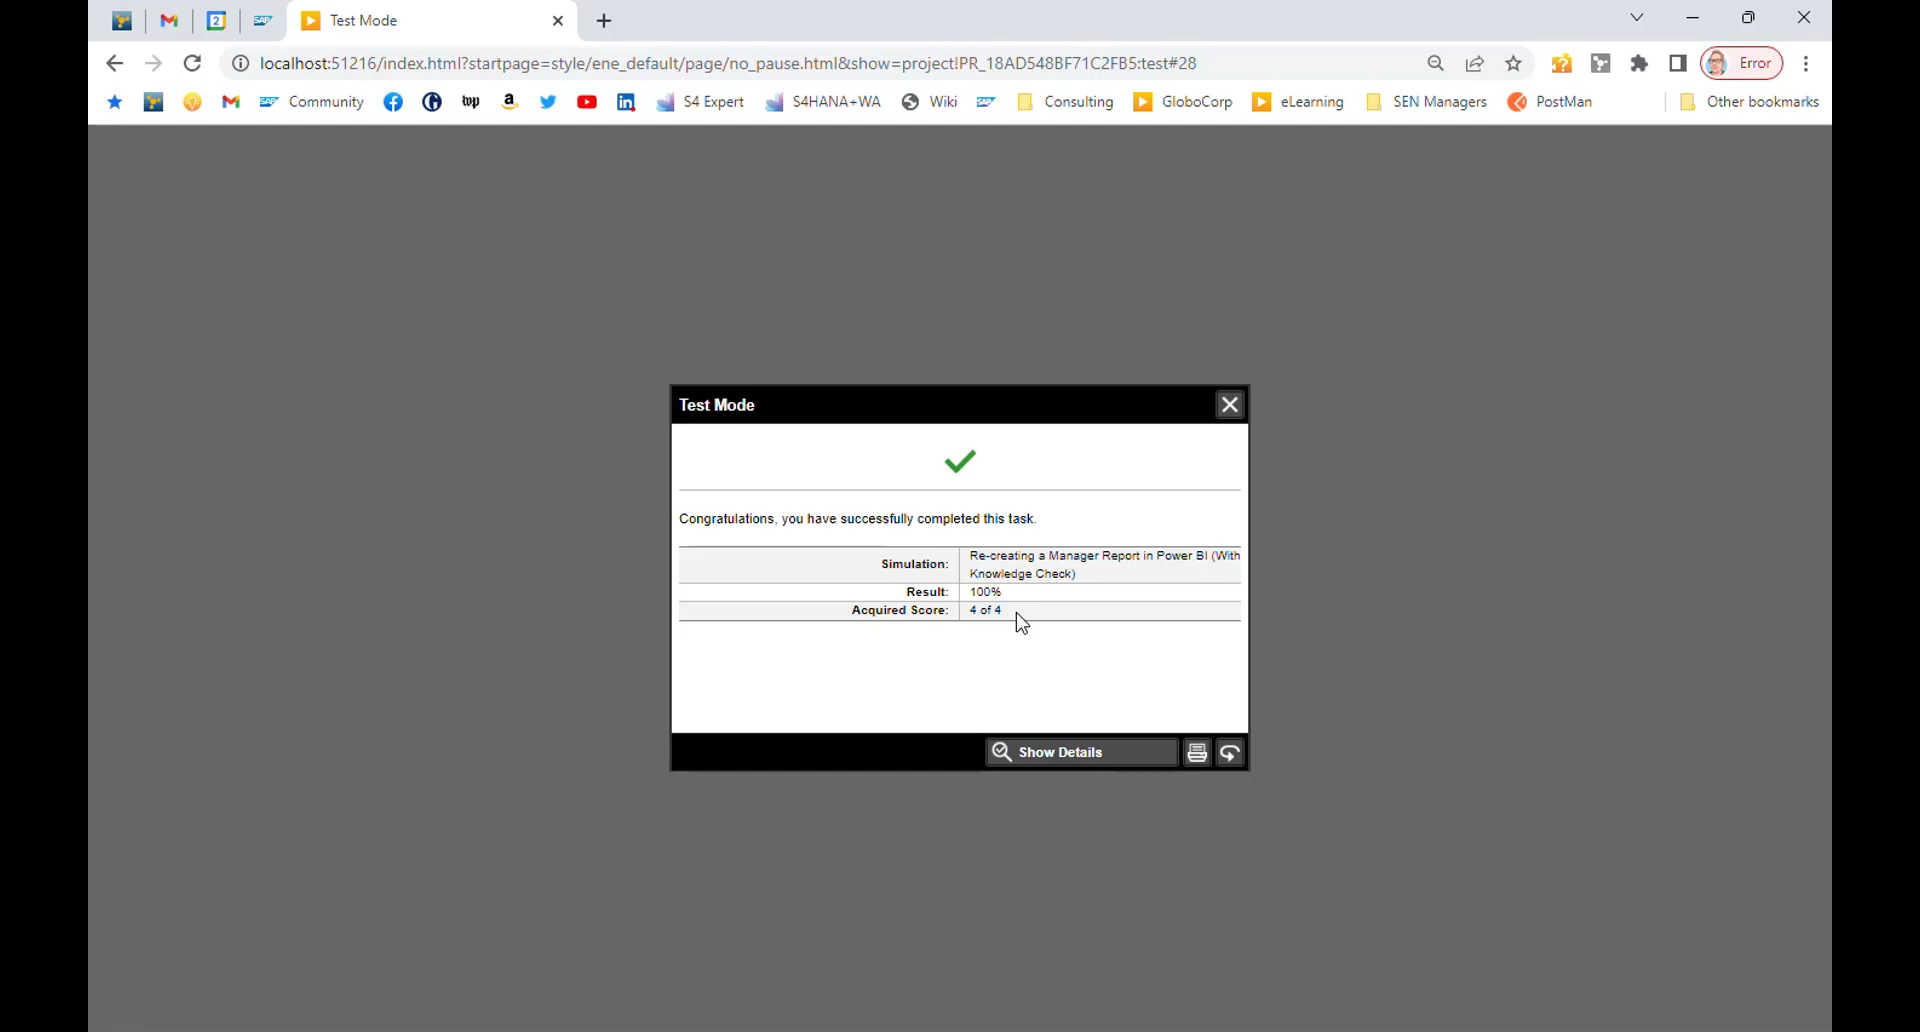 Test Mode
localhost:51216/index.html?startpage=style/ene_default/page/no_pause.html&show=project!PR_18AD548BF71C2FB5:test#28
Error
Community
wp
a
in
S4 Expert
S4HANA+WA
Wiki
SAP
Consulting
GloboCorp
eLearning
SEN Managers
PostMan
Other bookmarks
Test Mode
Congratulations, you have successfully completed this task.
Simulation: Re-creating a Manager Report in Power BI (With
Knowledge Check)
Result: 100%
Acquired Score: 4 of 4
Show Details